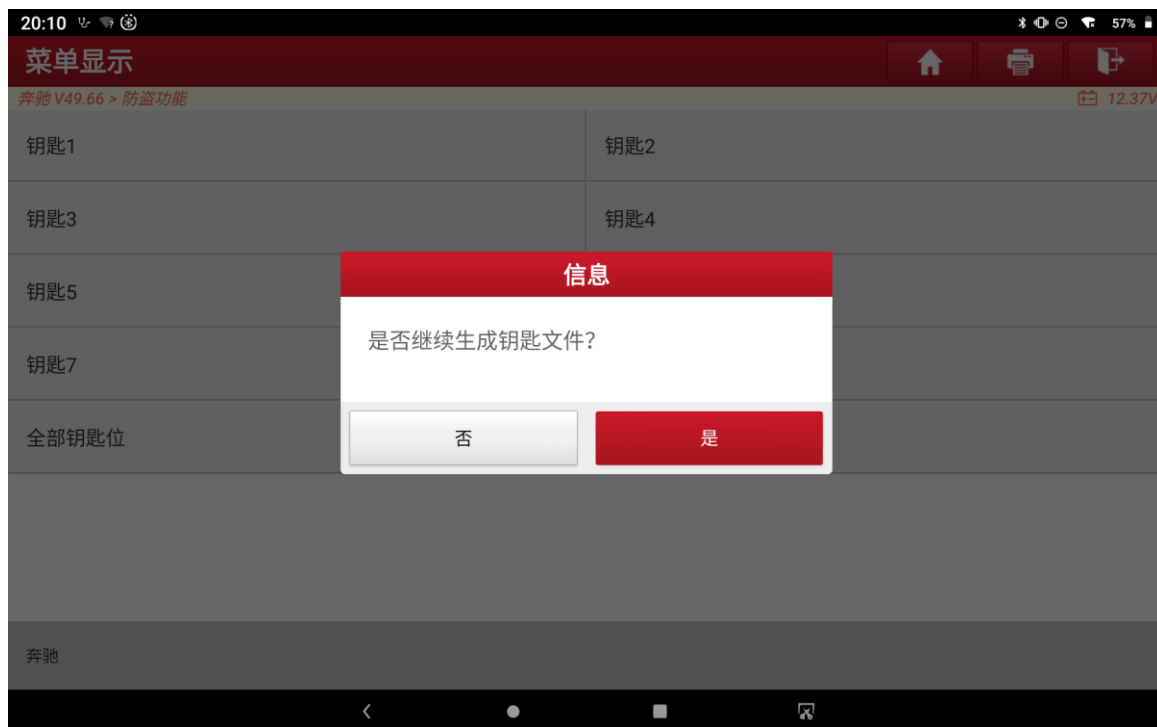 20:10
57%
菜单显示
奔驰 V49.66 > 防盗功能
12.37V
钥匙1
钥匙2
钥匙3
钥匙4
钥匙5
钥匙7
全部钥匙位
信息
是否继续生成钥匙文件?
否
是
奔驰